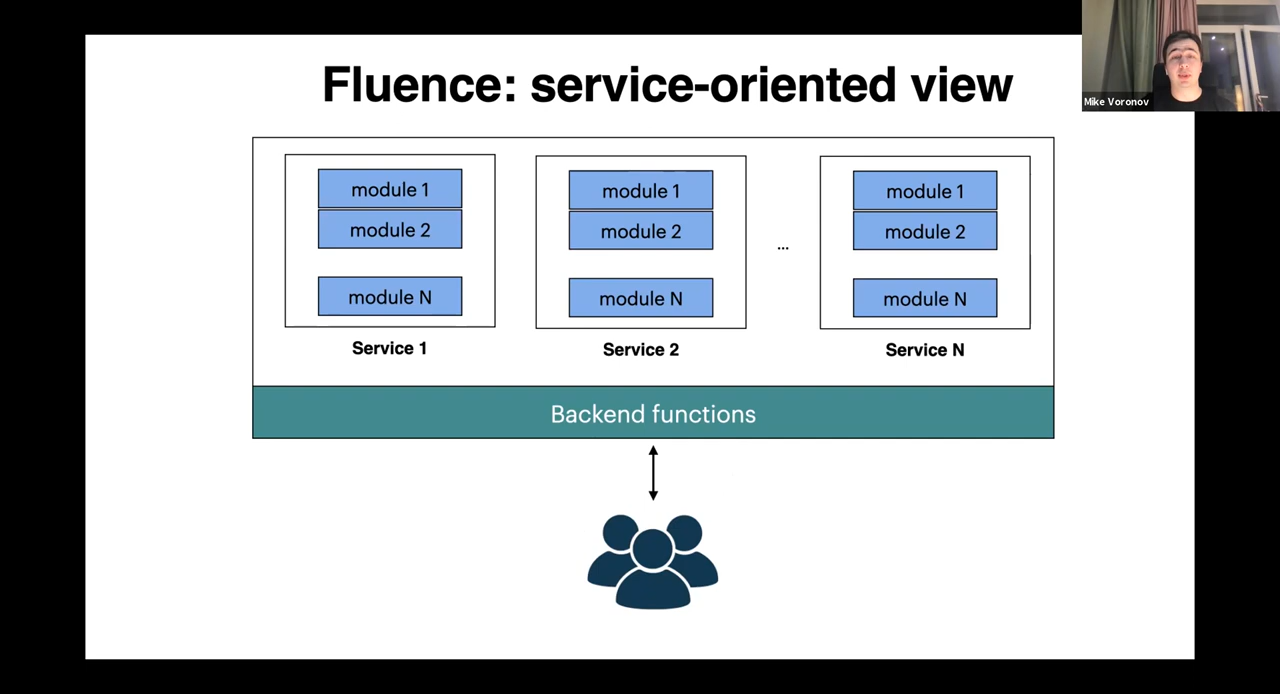 Fluence: service-oriented view
Mike Voronov
module 1
module 2
module N
Service 1
module 1
module 2
module N
Service 2
...
module 1
module 2
module N
Service N
Backend functions